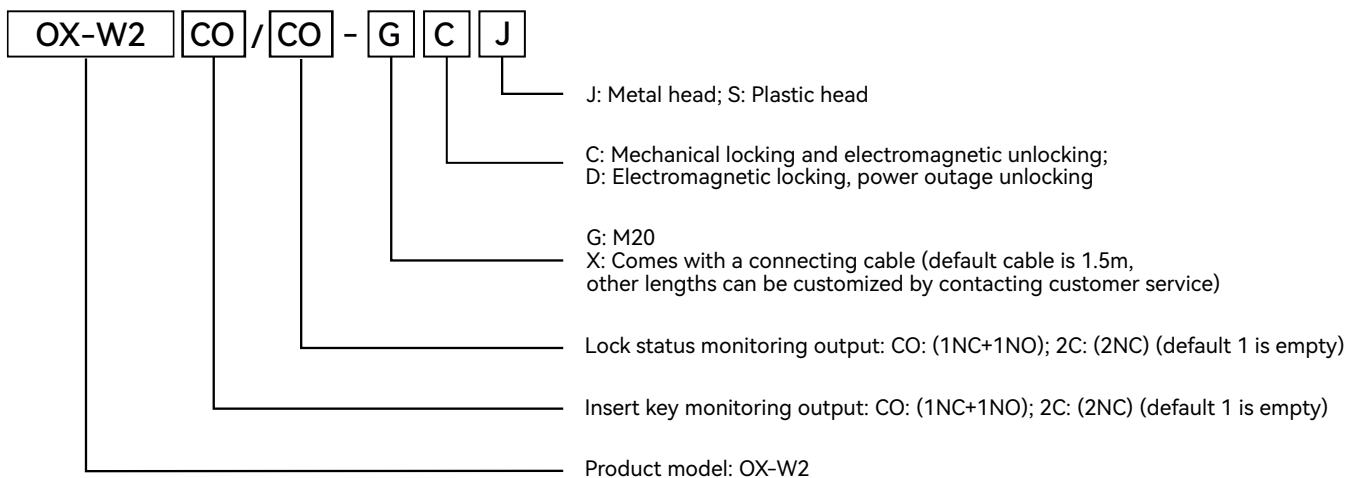 OX-W2 CO / CO - G C J
J: Metal head; S: Plastic head
C: Mechanical locking and electromagnetic unlocking;
D: Electromagnetic locking, power outage unlocking
G: M20
X: Comes with a connecting cable (default cable is 1.5m,
other lengths can be customized by contacting customer service)
Lock status monitoring output: CO: (1NC+1NO); 2C: (2NC) (default 1 is empty)
Insert key monitoring output: CO: (1NC+1NO); 2C: (2NC) (default 1 is empty)
Product model: OX-W2